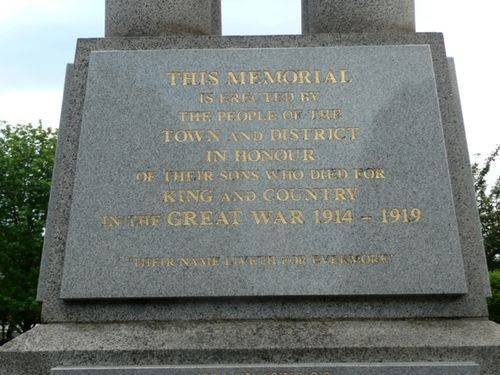 THIS MEMORIAL
IS ERECTED BY
THE PEOPLE OF THE
TOWN AND DISTRICT
IN HONOUR
OF THEIR SONS WHO DIED FOR
KING AND COUNTRY
IN THE GREAT WAR 1914 - 1919
"THEIR NAME LIVETH FOR EVERMORE"